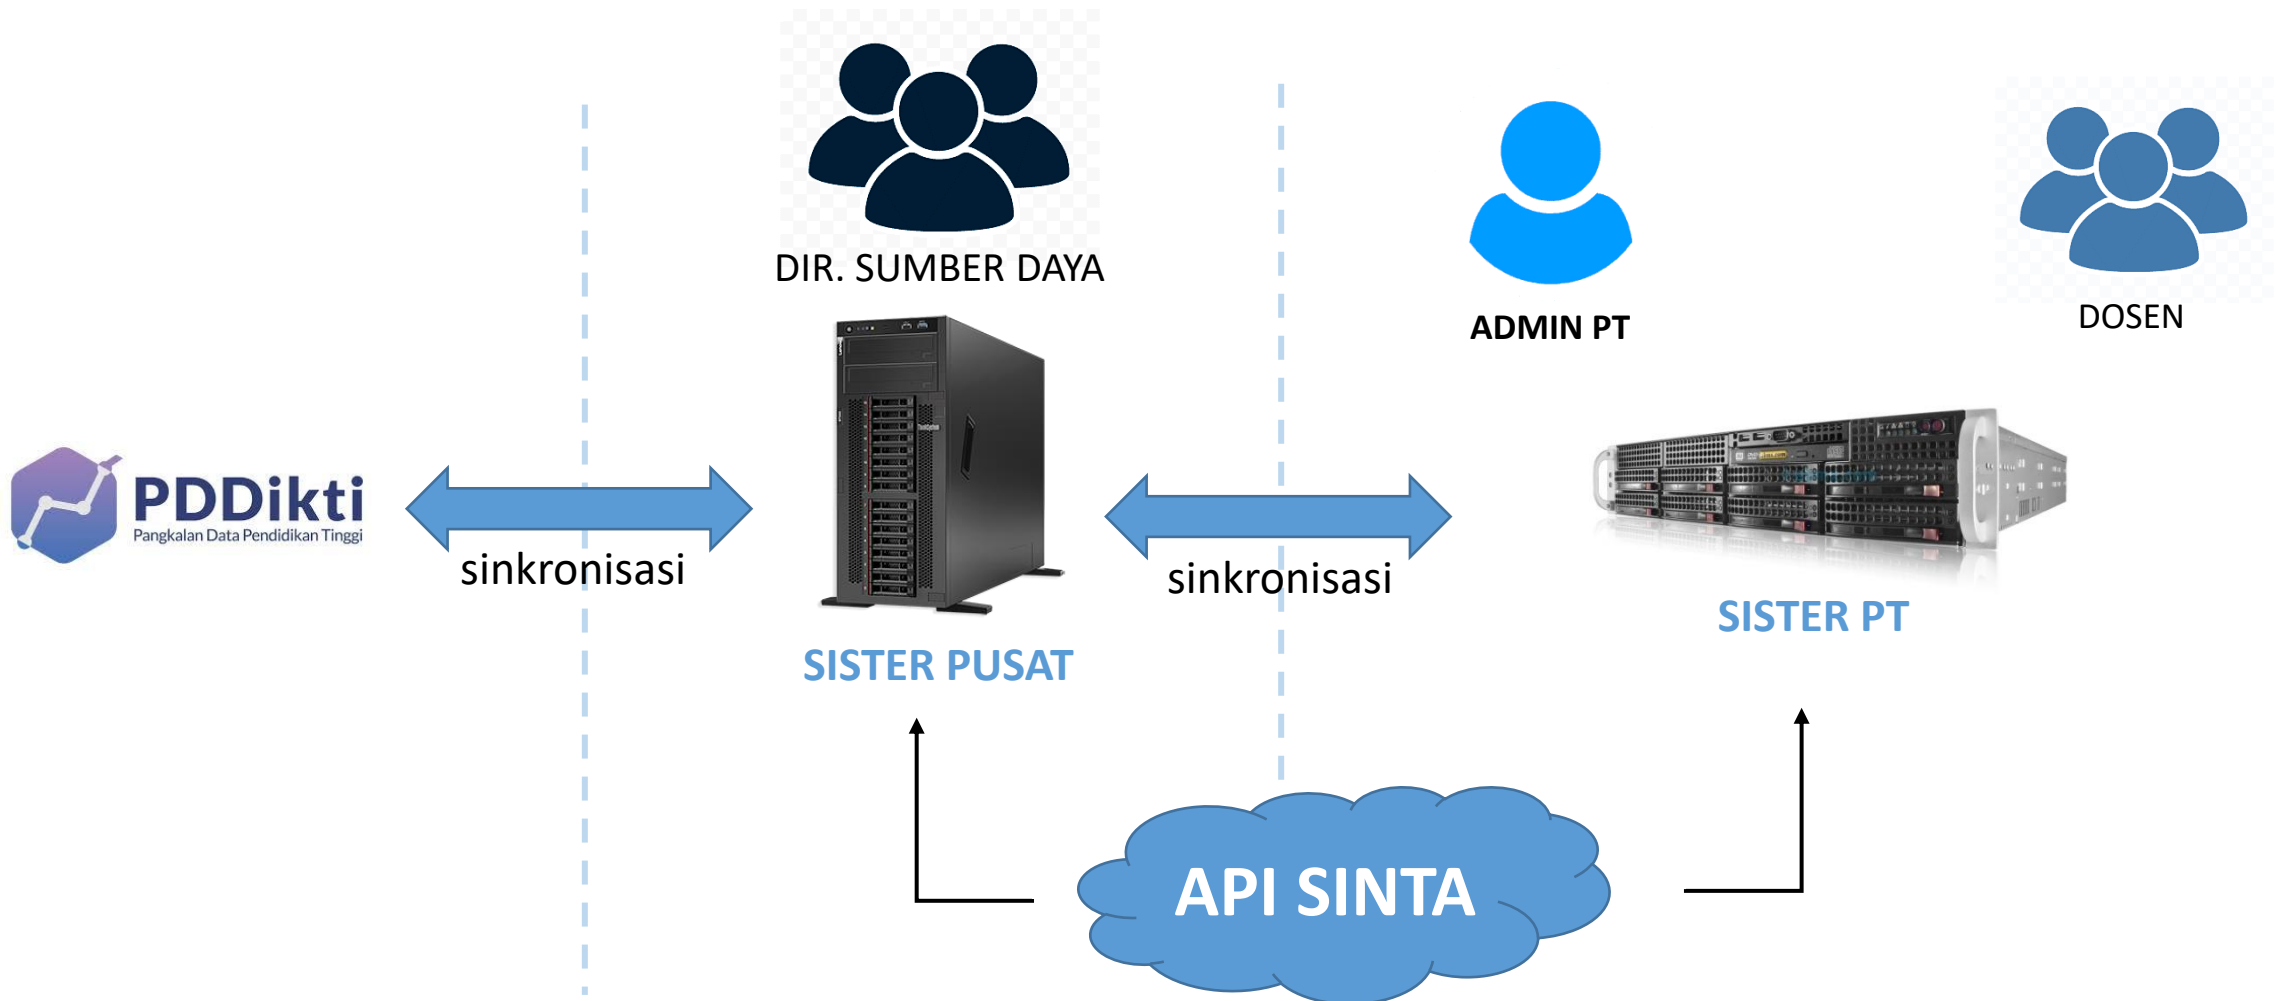 DIR. SUMBER DAYA
ADMIN PT
DOSEN
PDDikti
Pangkalan Data Pendidikan Tinggi
sinkronisasi
sinkronisasi
SISTER PUSAT
SISTER PT
API SINTA